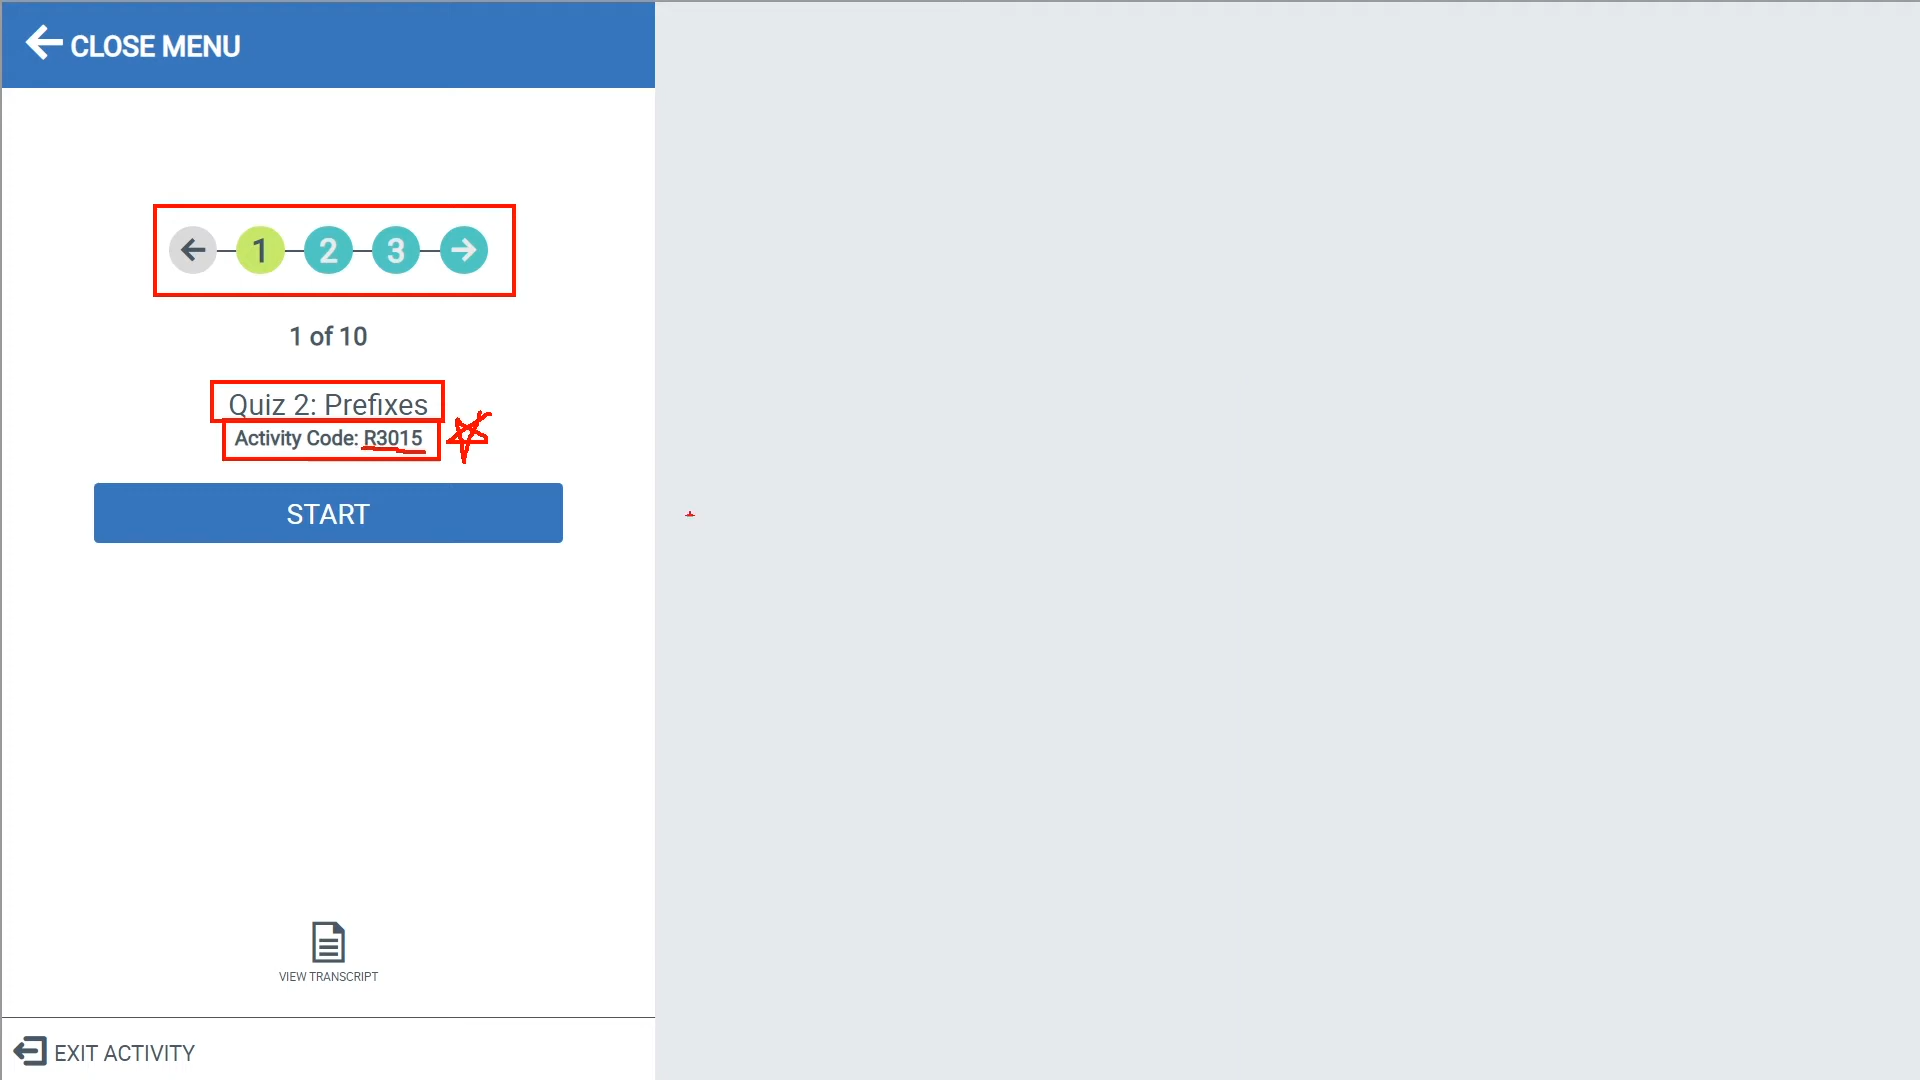 CLOSE MENU
1 2 3
1 of 10
Quiz 2: Prefixes
Activity Code: R3015
START
VIEW TRANSCRIPT
EXIT ACTIVITY